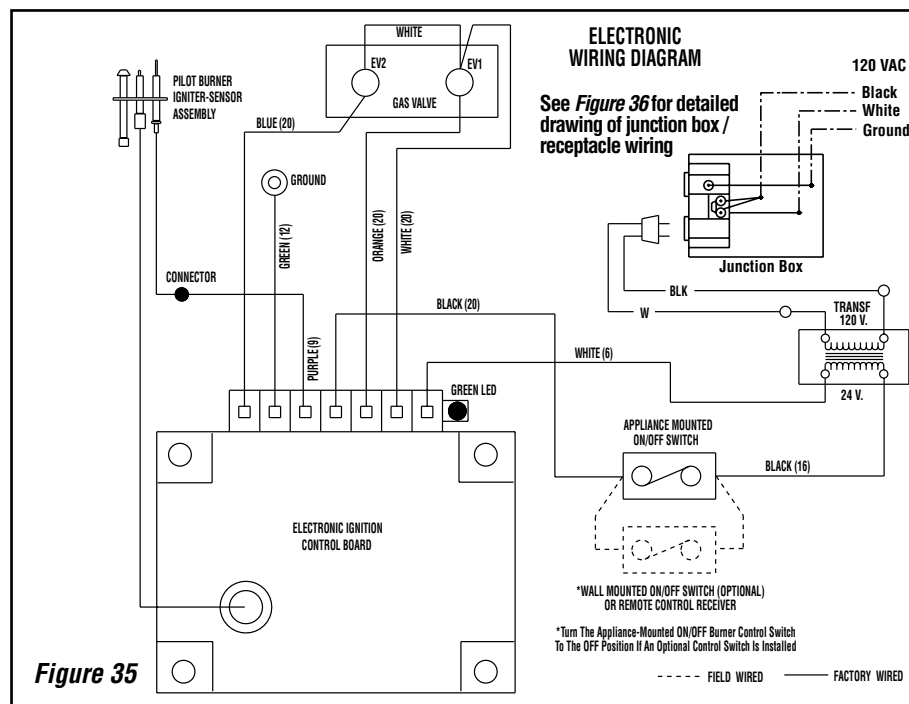 ELECTRONIC
WIRING DIAGRAM
See Figure 36 for detailed
drawing of junction box /
receptacle wiring
120 VAC
Black
White
Ground
Junction Box
WHITE
EV2
EV1
GAS VALVE
PILOT BURNER
IGNITER-SENSOR
ASSEMBLY
BLUE (20)
GROUND
GREEN (12)
ORANGE (20)
WHITE (20)
CONNECTOR
PURPLE (9)
BLACK (20)
BLK
W
TRANSF
120 V.
24 V.
WHITE (6)
GREEN LED
APPLIANCE MOUNTED
ON/OFF SWITCH
BLACK (16)
ELECTRONIC IGNITION
CONTROL BOARD
*WALL MOUNTED ON/OFF SWITCH (OPTIONAL)
OR REMOTE CONTROL RECEIVER
*Turn The Appliance-Mounted ON/OFF Burner Control Switch
To The OFF Position If An Optional Control Switch Is Installed
Figure 35
FIELD WIRED
FACTORY WIRED